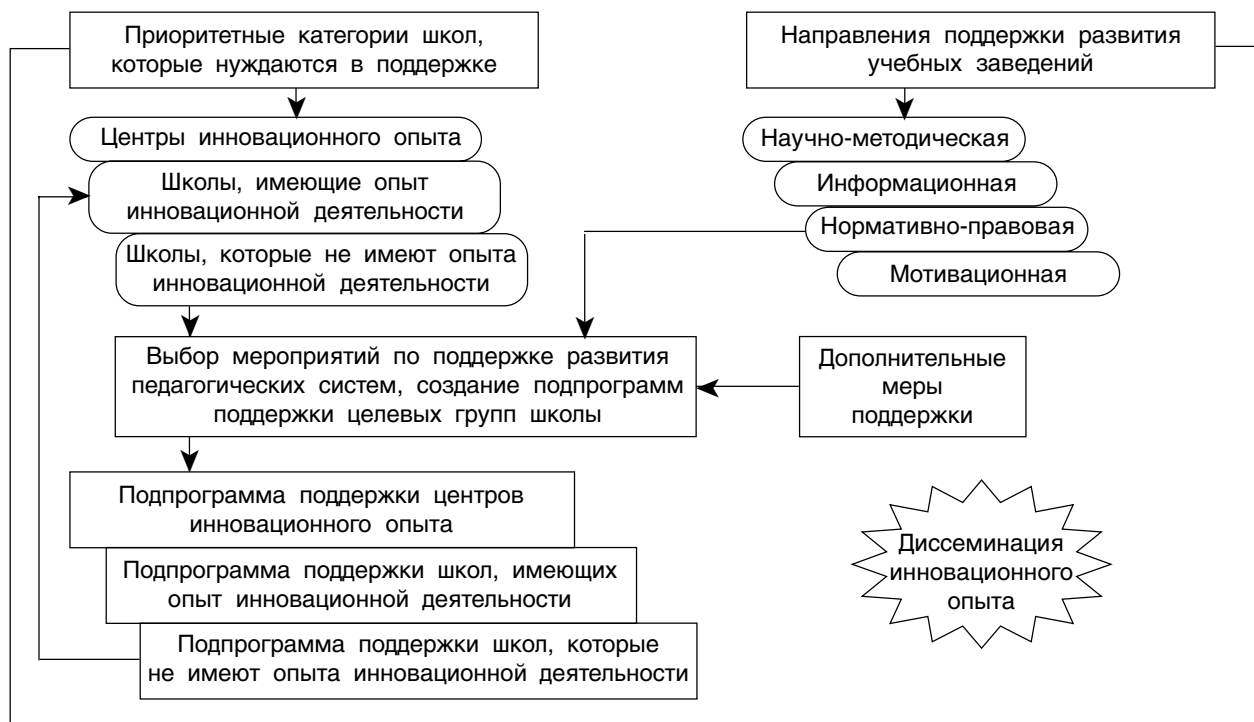 Приоритетные категории школ,
которые нуждаются в поддержке
Направления поддержки развития
учебных заведений
Центры инновационного опыта
Школы, имеющие опыт
инновационной деятельности
Школы, которые не имеют опыта
инновационной деятельности
Научно-методическая
Информационная
Нормативно-правовая
Мотивационная
Выбор мероприятий по поддержке развития
педагогических систем, создание подпрограмм
поддержки целевых групп школы
Дополнительные
меры
поддержки
Подпрограмма поддержки центров
инновационного опыта
Подпрограмма поддержки школ, имеющих
опыт инновационной деятельности
Подпрограмма поддержки школ, которые
не имеют опыта инновационной деятельности
Диссеминация
инновационного
опыта